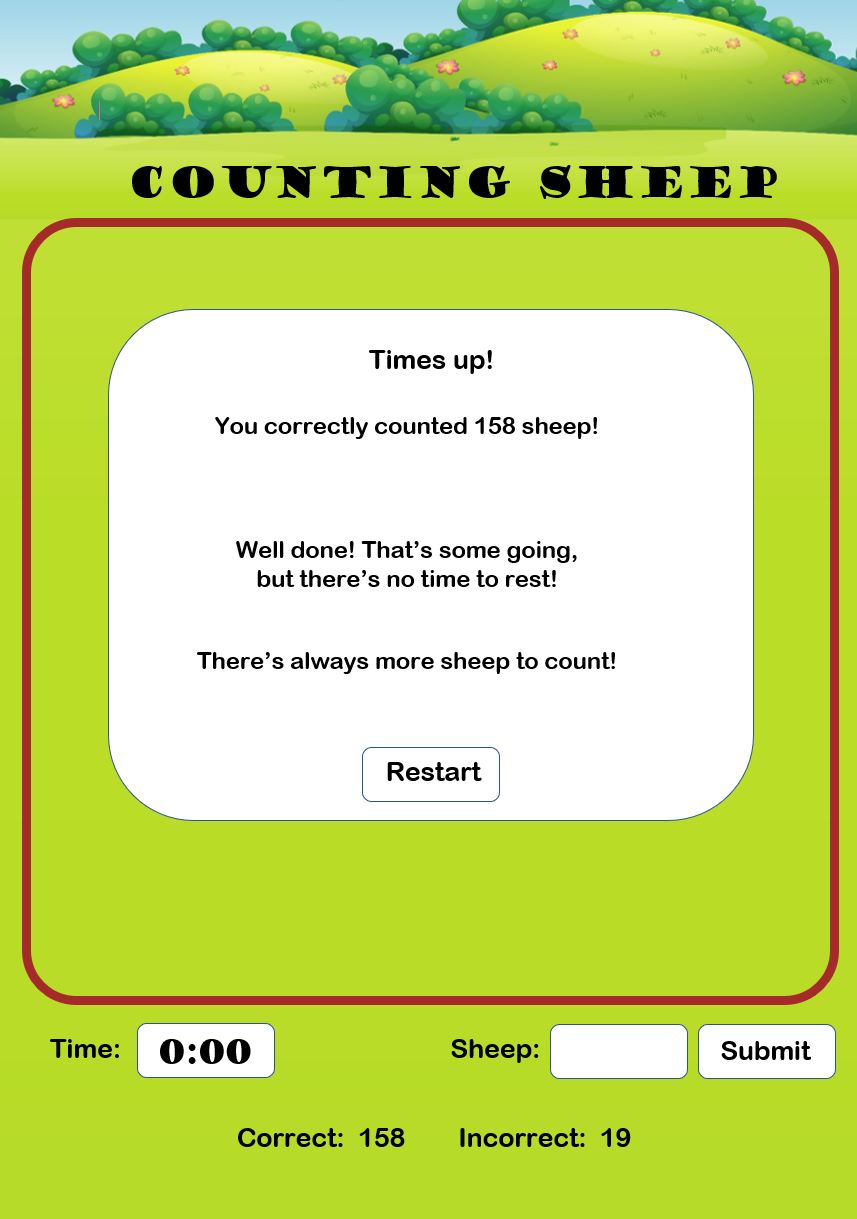 COUNTING SHEEP
Times up!
You correctly counted 158 sheep!
Well done! That's some going,
but there's no time to rest!
There's always more sheep to count!
Restart
Time: 0:00 Sheep: Submit
Correct: 158 Incorrect: 19